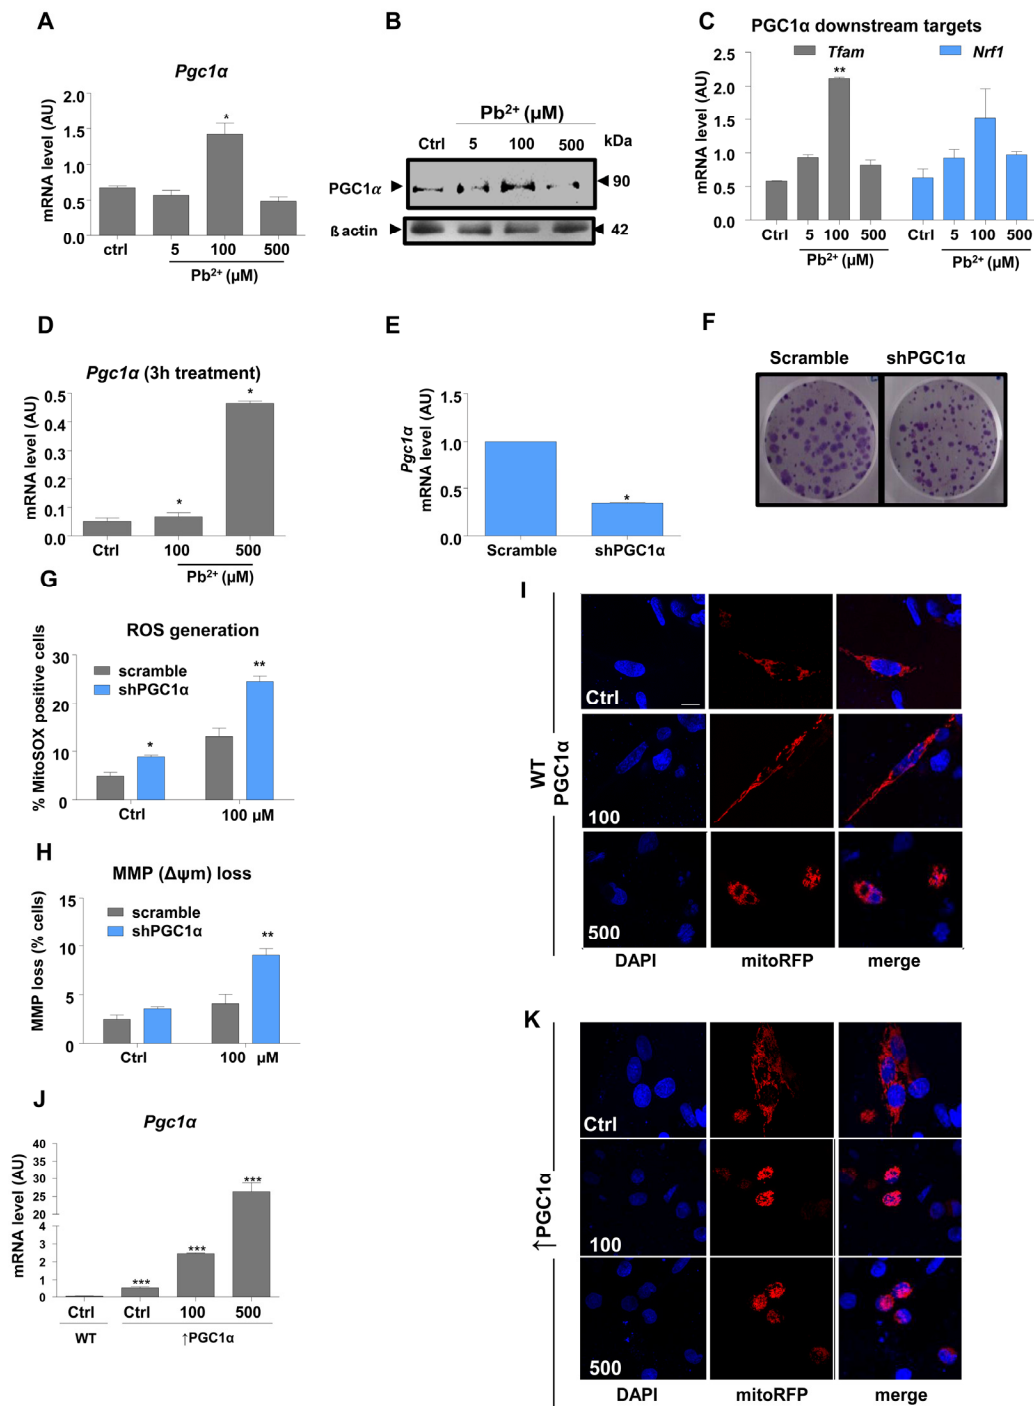 A
Pgc1α
mRNA level (AU)
2.0
1.5
1.0
0.5
0.0
*
ctrl 5 100 500
Pb²⁺ (µM)
B
Pb²⁺ (µM)
Ctrl 5 100 500 kDa
PGC1α 90
ß actin 42
C
PGC1α downstream targets
Tfam Nrf1
mRNA level (AU)
2.5
2.0
1.5
1.0
0.5
0.0
**
Ctrl 5 100 500 Ctrl 5 100 500
Pb²⁺ (µM) Pb²⁺ (µM)
D
Pgc1α (3h treatment)
mRNA level (AU)
0.5
0.4
0.3
0.2
0.1
0.0
* *
Ctrl 100 500
Pb²⁺ (µM)
E
Pgc1α
mRNA level (AU)
1.5
1.0
0.5
0.0
*
Scramble shPGC1α
F
Scramble shPGC1α
G
ROS generation
scramble
shPGC1α
% MitoSOX positive cells
30
20
10
0
* **
Ctrl 100 µM
H
MMP (Δψm) loss
scramble
shPGC1α
MMP loss (% cells)
15
10
5
0
**
Ctrl 100 µM
I
WT
PGC1α
Ctrl
100
500
DAPI mitoRFP merge
J
Pgc1α
mRNA level (AU)
40
35
30
25
20
4
3
2
1
0
*** *** ***
Ctrl Ctrl 100 500
WT ↑PGC1α
K
↑PGC1α
Ctrl
100
500
DAPI mitoRFP merge